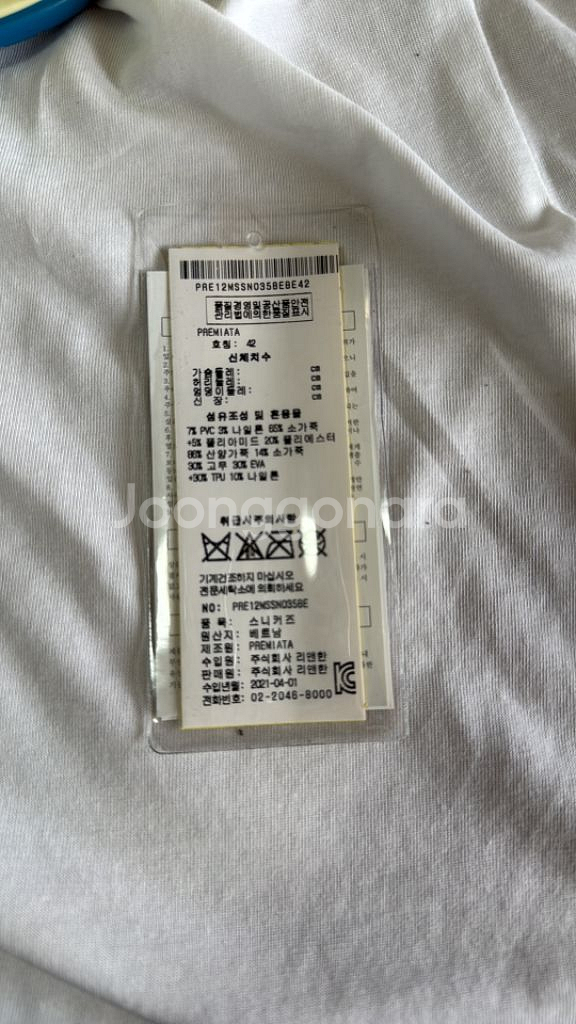 PRE12MSSN0358EBE42
품질경영및공산품안전
관리법에의한품질표시
PREMIATA
호칭: 42
신체치수
가슴둘레: cm
허리둘레: cm
엉덩이둘레: cm
신 장: cm
섬유조성 및 혼용율
7% PVC 3% 나일론 65% 소가죽
+5% 폴리아미드 20% 폴리에스터
86% 산양가죽 14% 소가죽
30% 고무 30% EVA
+30% TPU 10% 나일론
Joonggonara
취급시주의사항
기계건조하지 마십시오
전문세탁소에 의뢰하세요
NO: PRE12MSSN0358E
품 목: 스니커즈
원산지: 베트남
제조원: PREMIATA
수입원: 주식회사 리앤한
판매원: 주식회사 리앤한
수입년월: 2021-04-01
전화번호: 02-2046-8000